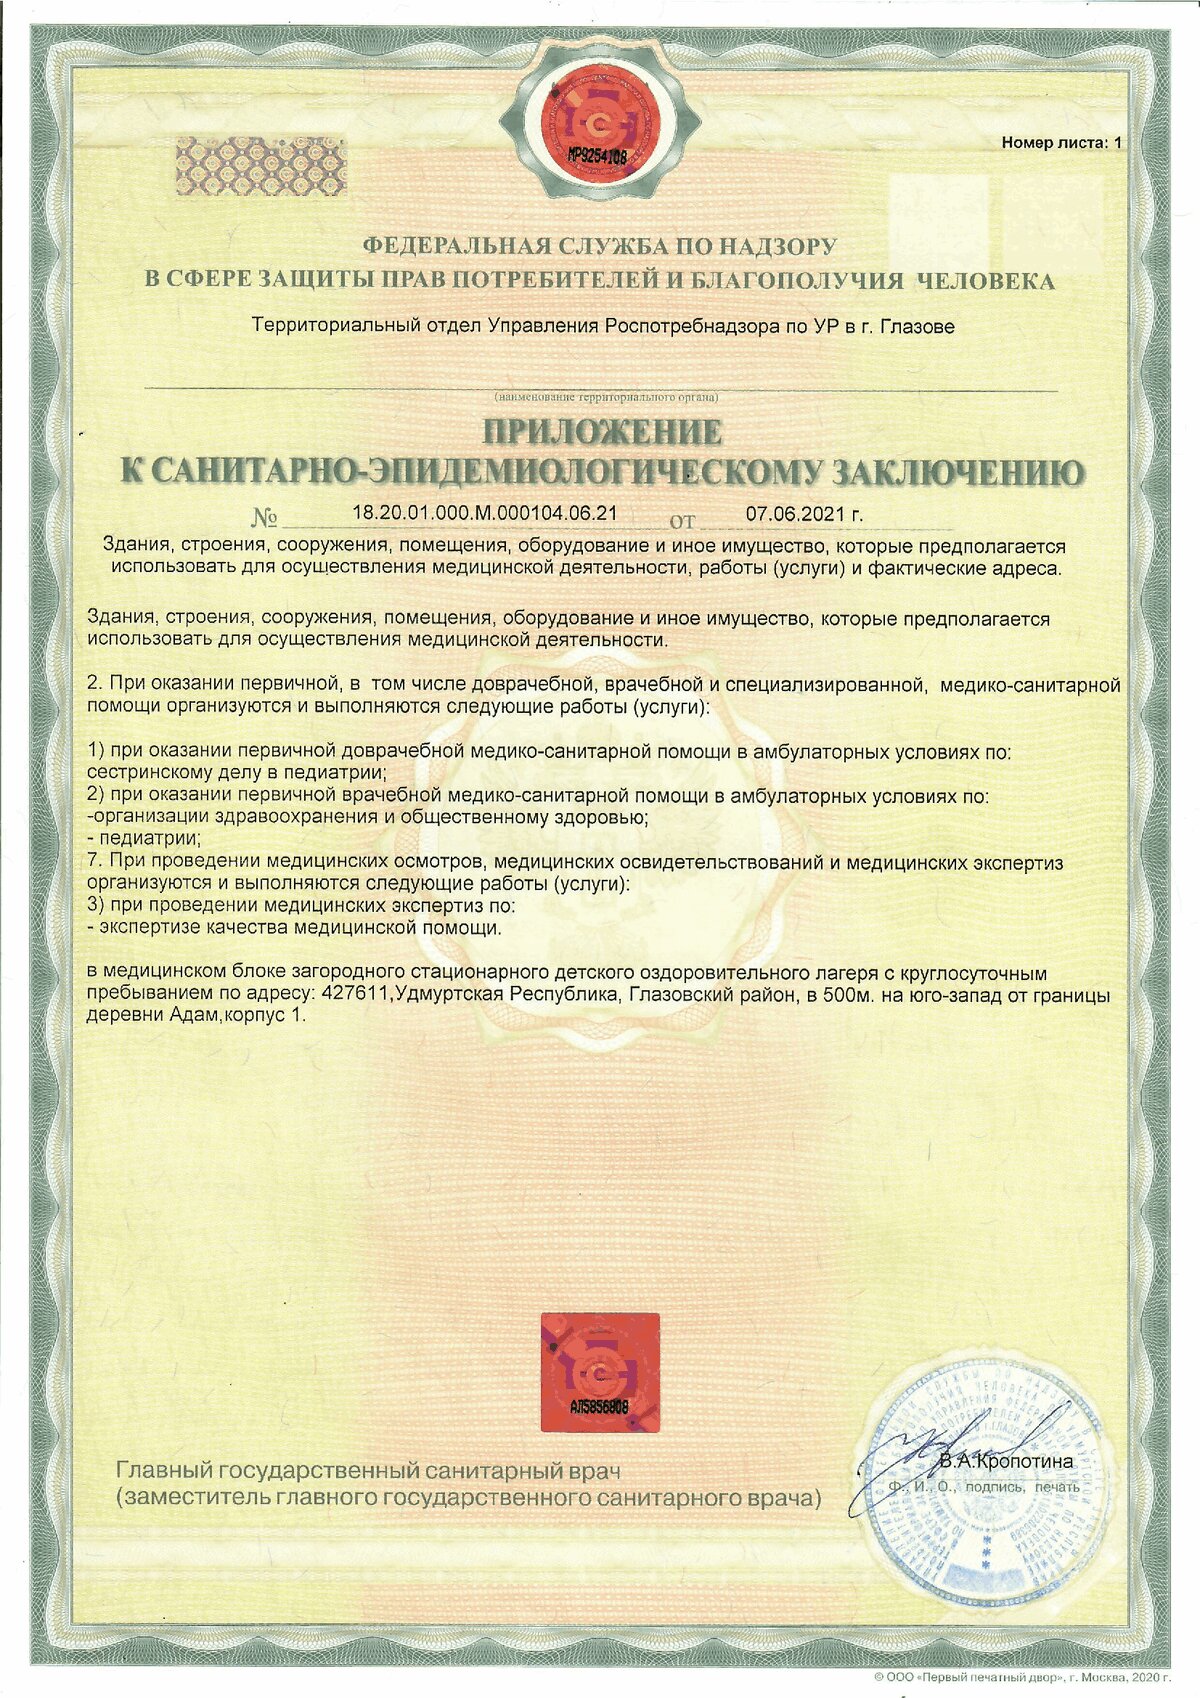 МР9254108
Номер листа: 1
ФЕДЕРАЛЬНАЯ СЛУЖБА ПО НАДЗОРУ
В СФЕРЕ ЗАЩИТЫ ПРАВ ПОТРЕБИТЕЛЕЙ И БЛАГОПОЛУЧИЯ ЧЕЛОВЕКА
Территориальный отдел Управления Роспотребнадзора по УР в г. Глазове
(наименование территориального органа)
ПРИЛОЖЕНИЕ
К САНИТАРНО-ЭПИДЕМИОЛОГИЧЕСКОМУ ЗАКЛЮЧЕНИЮ
№ 18.20.01.000.М.000104.06.21 от 07.06.2021 г.
Здания, строения, сооружения, помещения, оборудование и иное имущество, которые предполагается
использовать для осуществления медицинской деятельности, работы (услуги) и фактические адреса.
Здания, строения, сооружения, помещения, оборудование и иное имущество, которые предполагается
использовать для осуществления медицинской деятельности.
2. При оказании первичной, в том числе доврачебной, врачебной и специализированной, медико-санитарной
помощи организуются и выполняются следующие работы (услуги):
1) при оказании первичной доврачебной медико-санитарной помощи в амбулаторных условиях по:
сестринскому делу в педиатрии;
2) при оказании первичной врачебной медико-санитарной помощи в амбулаторных условиях по:
-организации здравоохранения и общественному здоровью;
- педиатрии;
7. При проведении медицинских осмотров, медицинских освидетельствований и медицинских экспертиз
организуются и выполняются следующие работы (услуги):
3) при проведении медицинских экспертиз по:
- экспертизе качества медицинской помощи.
в медицинском блоке загородного стационарного детского оздоровительного лагеря с круглосуточным
пребыванием по адресу: 427611,Удмуртская Республика, Глазовский район, в 500м. на юго-запад от границы
деревни Адам,корпус 1.
АЛ5856808
Главный государственный санитарный врач
(заместитель главного государственного санитарного врача)
В.А.Кропотина
Ф., И., О., подпись, печать
© ООО «Первый печатный двор», г. Москва, 2020 г.